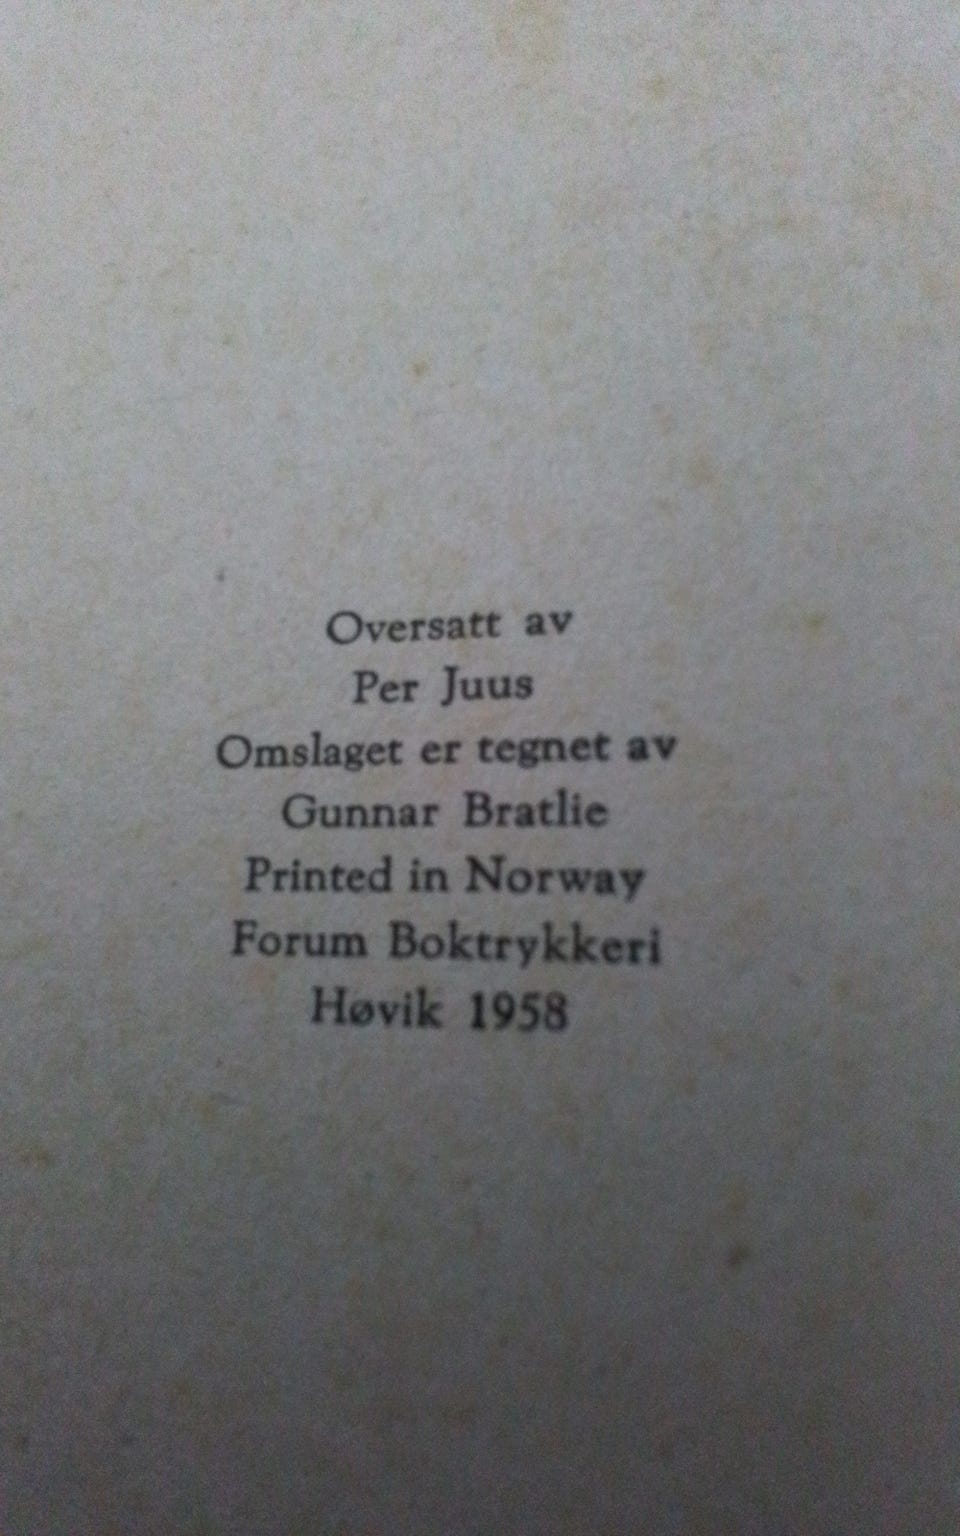 Oversatt av
Per Juus
Omslaget er tegnet av
Gunnar Bratlie
Printed in Norway
Forum Boktrykkeri
Høvik 1958